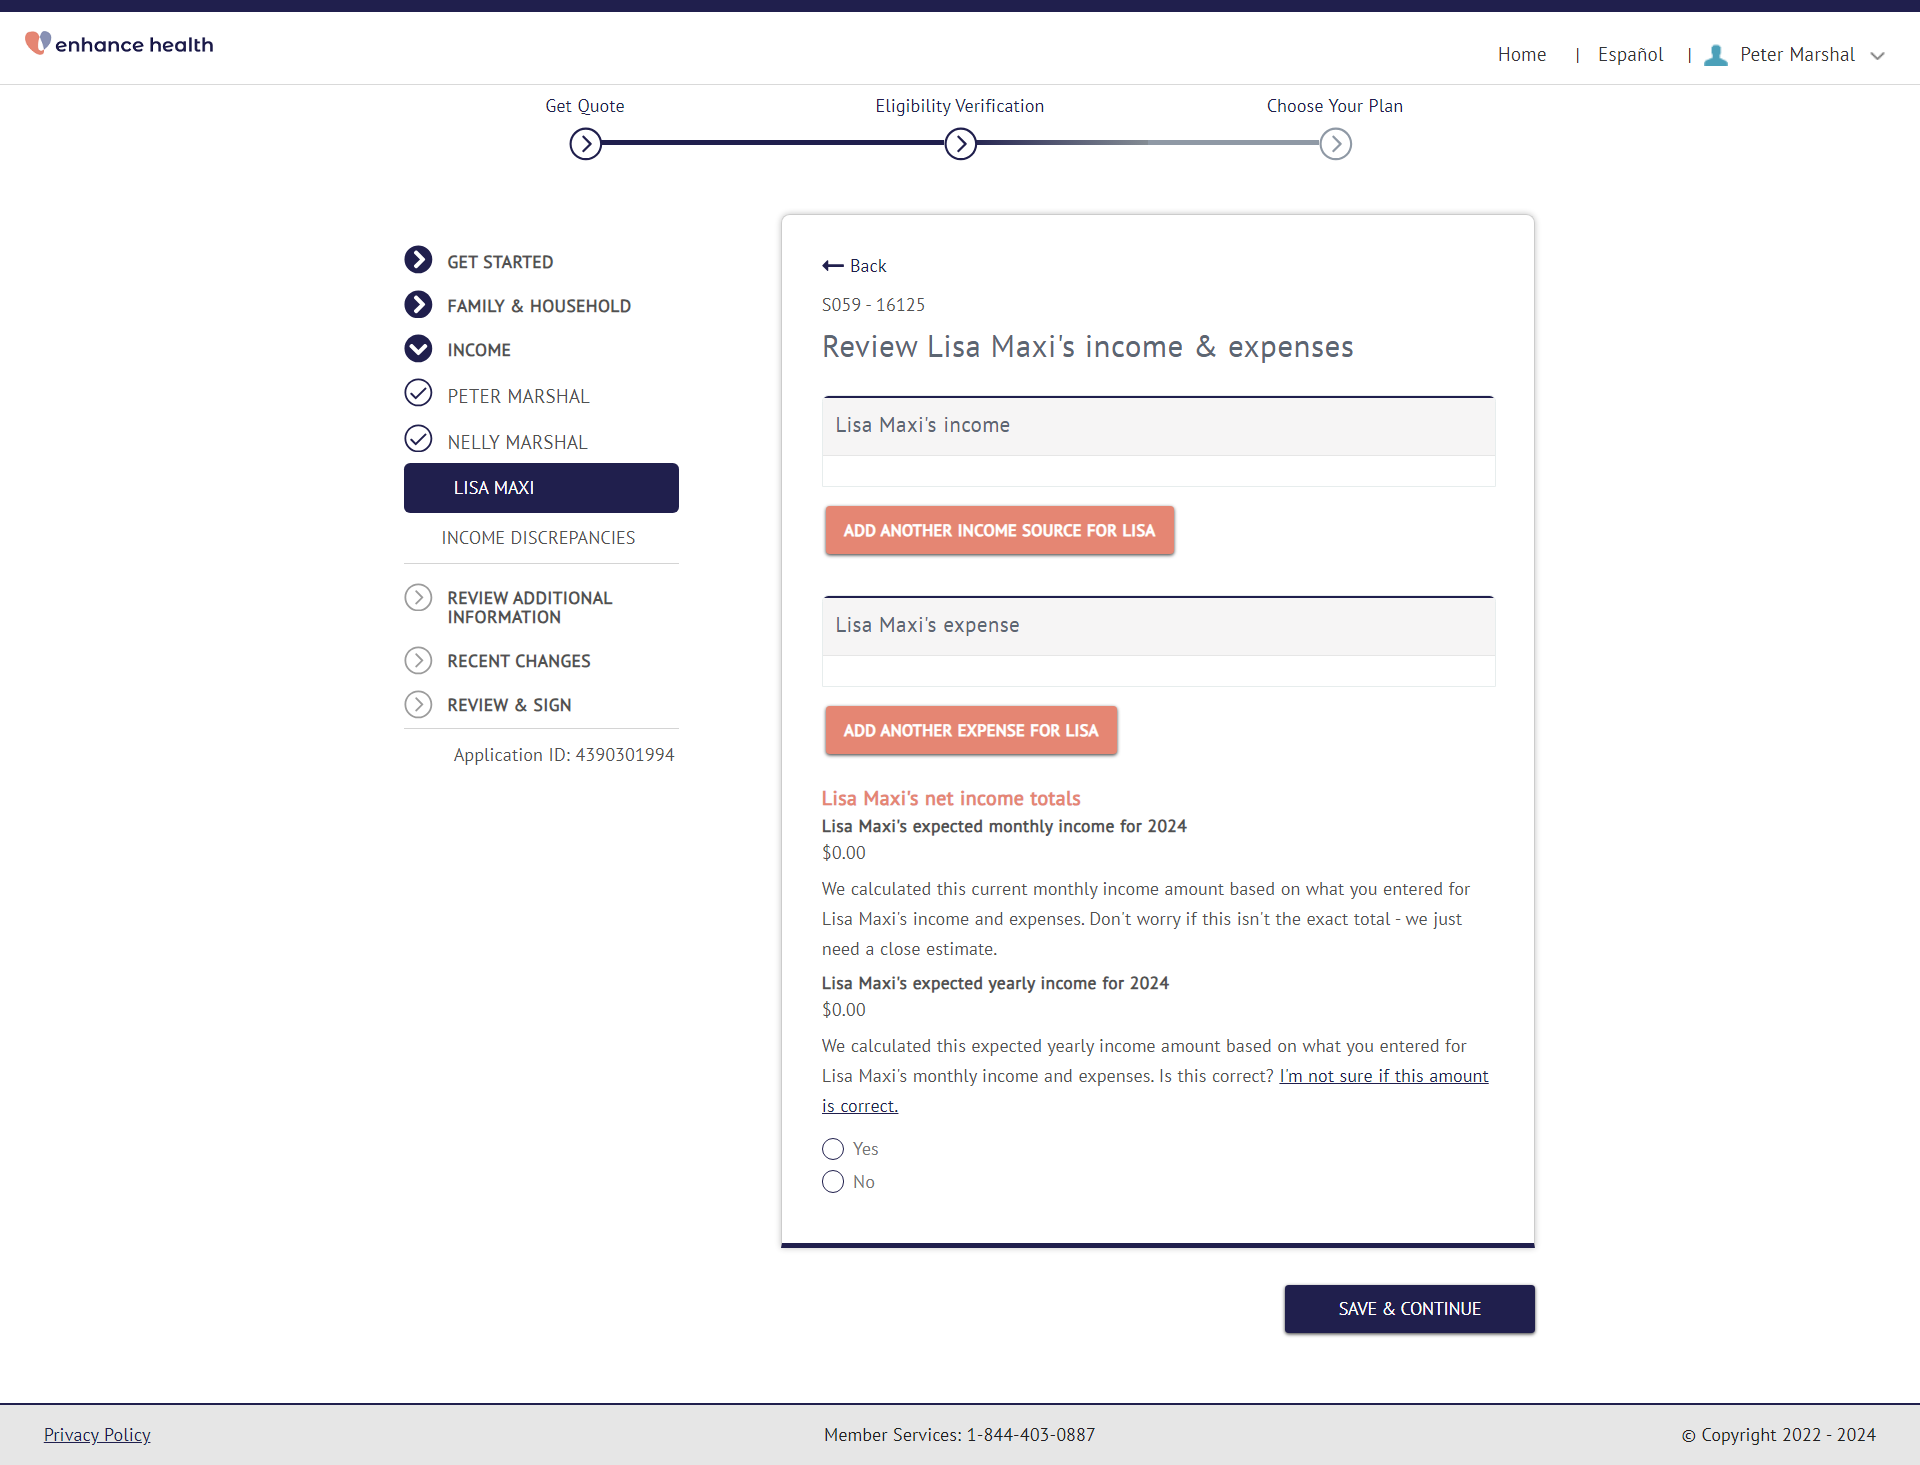 enhance health
Home | Español | Peter Marshal
Get Quote
Eligibility Verification
Choose Your Plan
GET STARTED
FAMILY & HOUSEHOLD
INCOME
PETER MARSHAL
NELLY MARSHAL
LISA MAXI
INCOME DISCREPANCIES
REVIEW ADDITIONAL
INFORMATION
RECENT CHANGES
REVIEW & SIGN
Application ID: 4390301994
Back
S059 - 16125
Review Lisa Maxi's income & expenses
Lisa Maxi's income
ADD ANOTHER INCOME SOURCE FOR LISA
Lisa Maxi's expense
ADD ANOTHER EXPENSE FOR LISA
Lisa Maxi's net income totals
Lisa Maxi's expected monthly income for 2024
$0.00
We calculated this current monthly income amount based on what you entered for
Lisa Maxi's income and expenses. Don't worry if this isn't the exact total - we just
need a close estimate.
Lisa Maxi's expected yearly income for 2024
$0.00
We calculated this expected yearly income amount based on what you entered for
Lisa Maxi's monthly income and expenses. Is this correct? I'm not sure if this amount
is correct.
Yes
No
SAVE & CONTINUE
Privacy Policy
Member Services: 1-844-403-0887
© Copyright 2022 - 2024